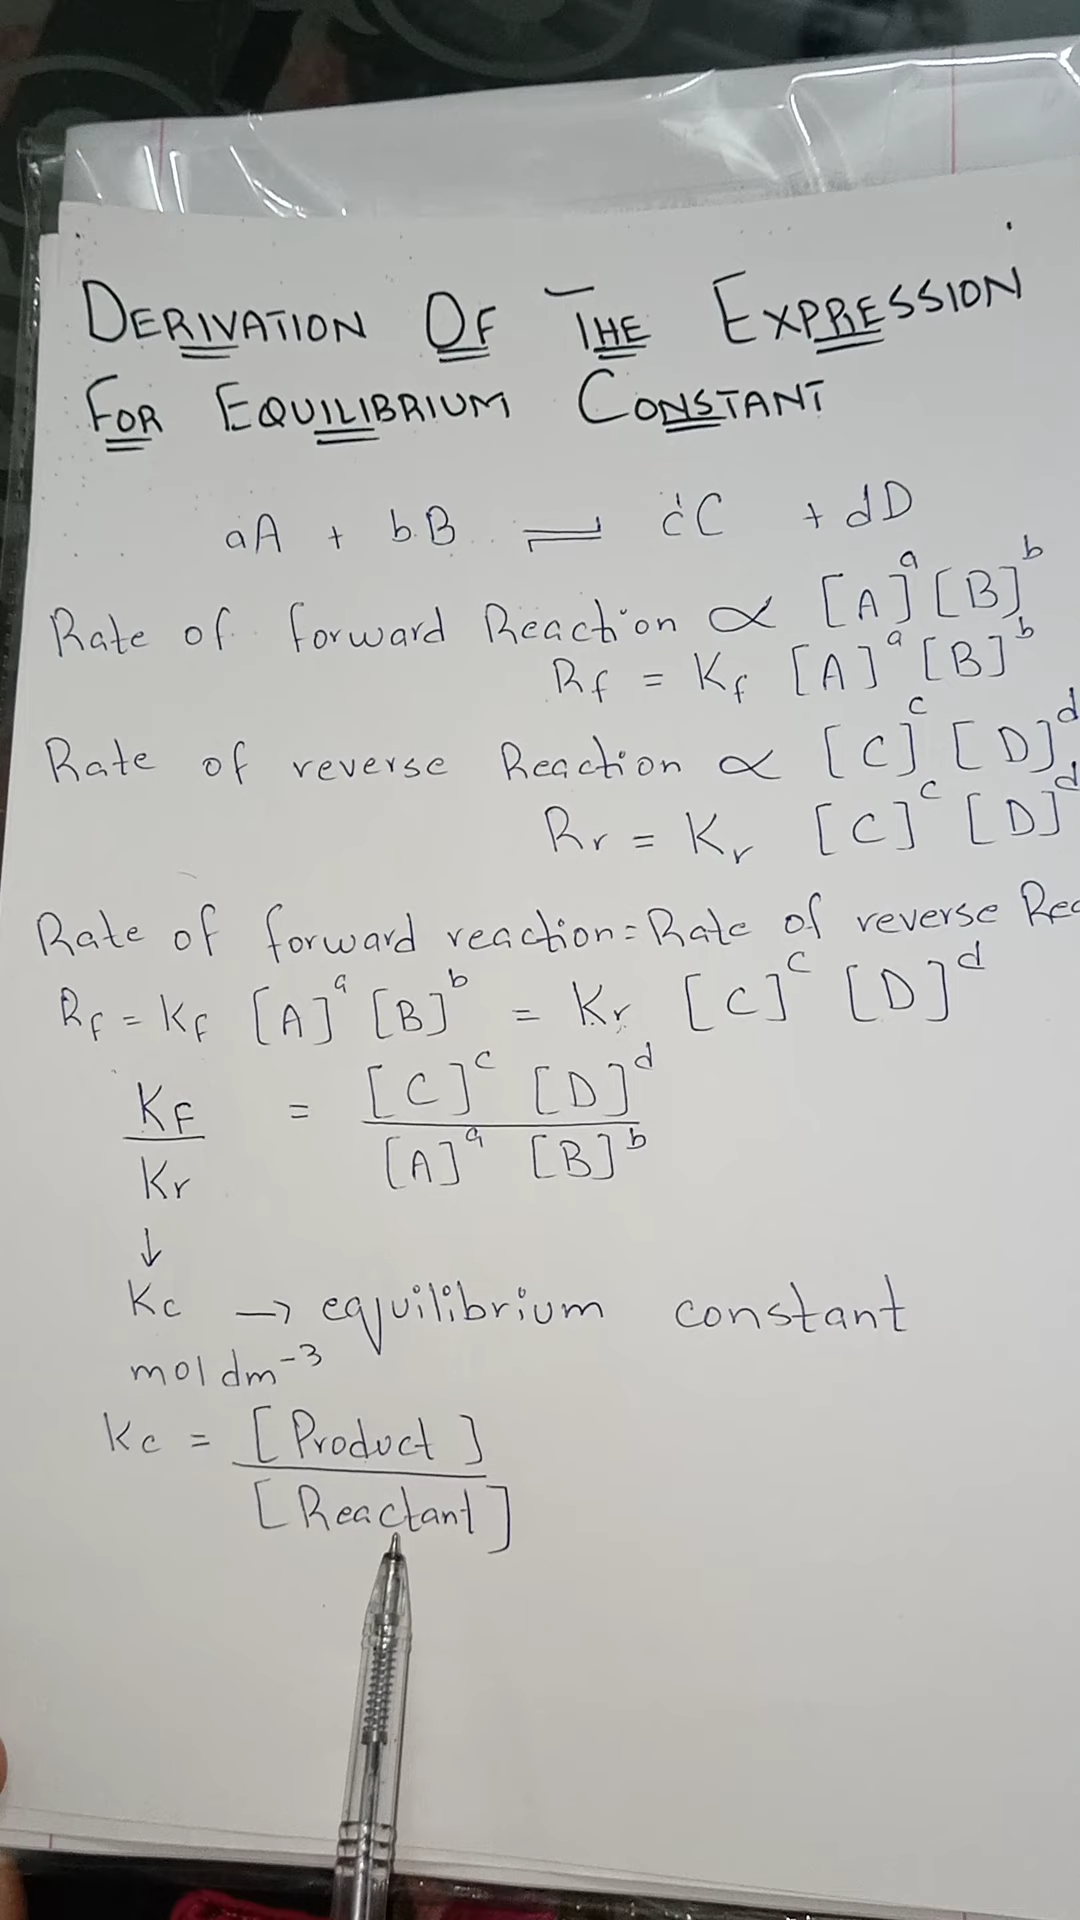 DERIVATION OF THE EXPRESSION
FOR EQUILIBRIUM CONSTANT
aA + bB ⇌ cC + dD
Rate of forward Reaction ∝ [A]^a [B]^b
Rf = Kf [A]^a [B]^b
Rate of reverse Reaction ∝ [C]^c [D]^d
Rr = Kr [C]^c [D]^d
Rate of forward reaction = Rate of reverse Rea
Rf = Kf [A]^a [B]^b = Kr [C]^c [D]^d
KF = [C]^c [D]^d
Kr [A]^a [B]^b
↓
Kc → equilibrium constant
mol dm^-3
Kc = [Product]
[Reactant]